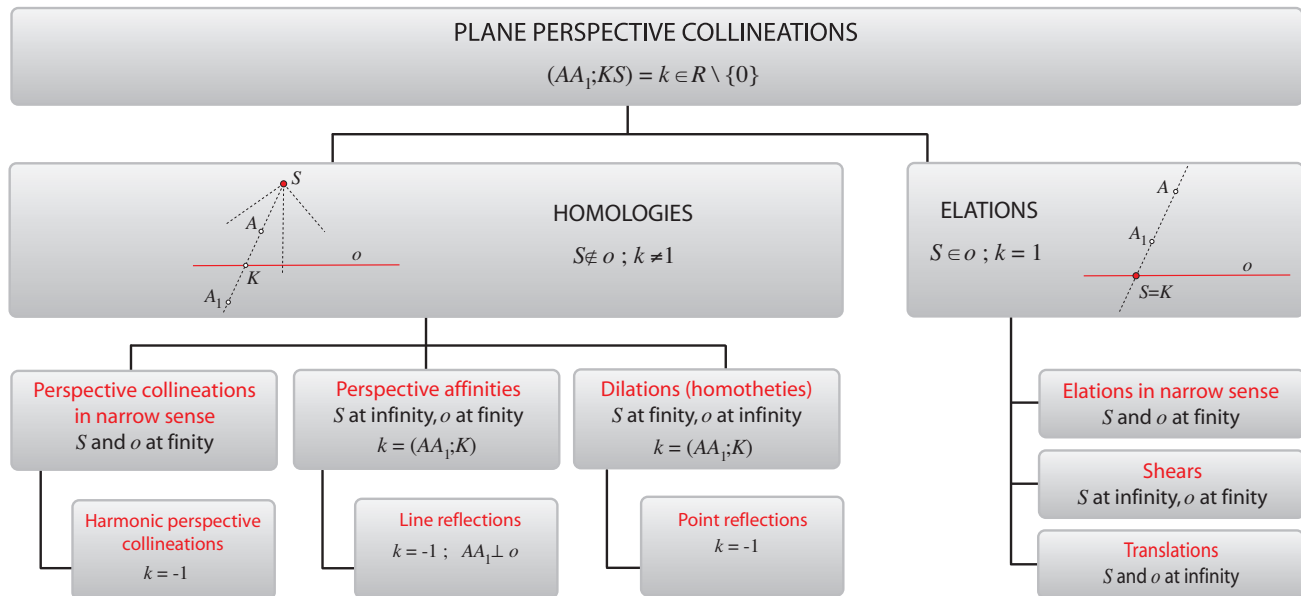 PLANE PERSPECTIVE COLLINEATIONS
(AA₁;KS) = k ∈ R \ {0}
S
A
o
K
A₁
HOMOLOGIES
S∉ o ; k ≠1
ELATIONS
S ∈ o ; k = 1
A
A₁
o
S=K
Perspective collineations
in narrow sense
S and o at finity
Perspective affinities
S at infinity, o at finity
k = (AA₁;K)
Dilations (homotheties)
S at finity, o at infinity
k = (AA₁;K)
Harmonic perspective
collineations
k = -1
Line reflections
k = -1 ; AA₁⊥ o
Point reflections
k = -1
Elations in narrow sense
S and o at finity
Shears
S at infinity, o at finity
Translations
S and o at infinity